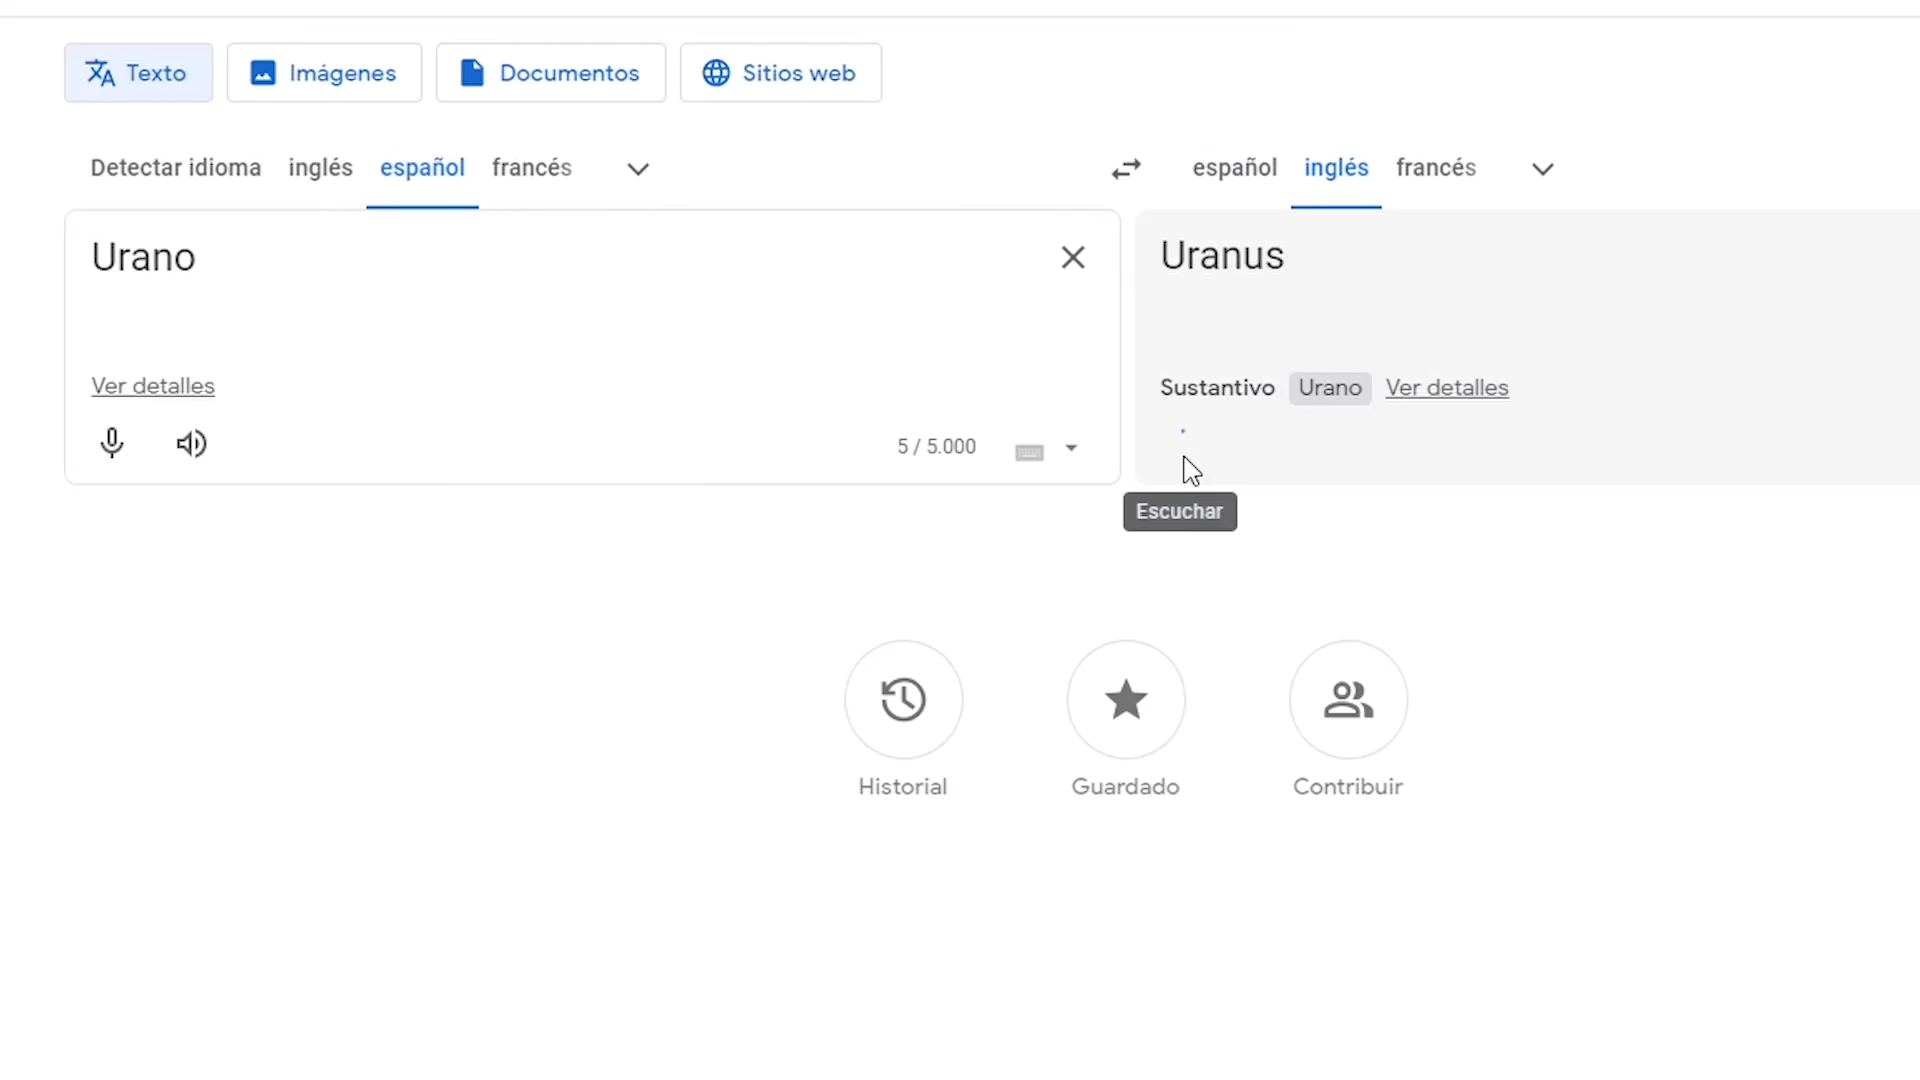 Texto
Imágenes
Documentos
Sitios web
Detectar idioma
inglés
español
francés
español
inglés
francés
Urano
Uranus
Ver detalles
Sustantivo Urano Ver detalles
5 / 5.000
Escuchar
Historial
Guardado
Contribuir